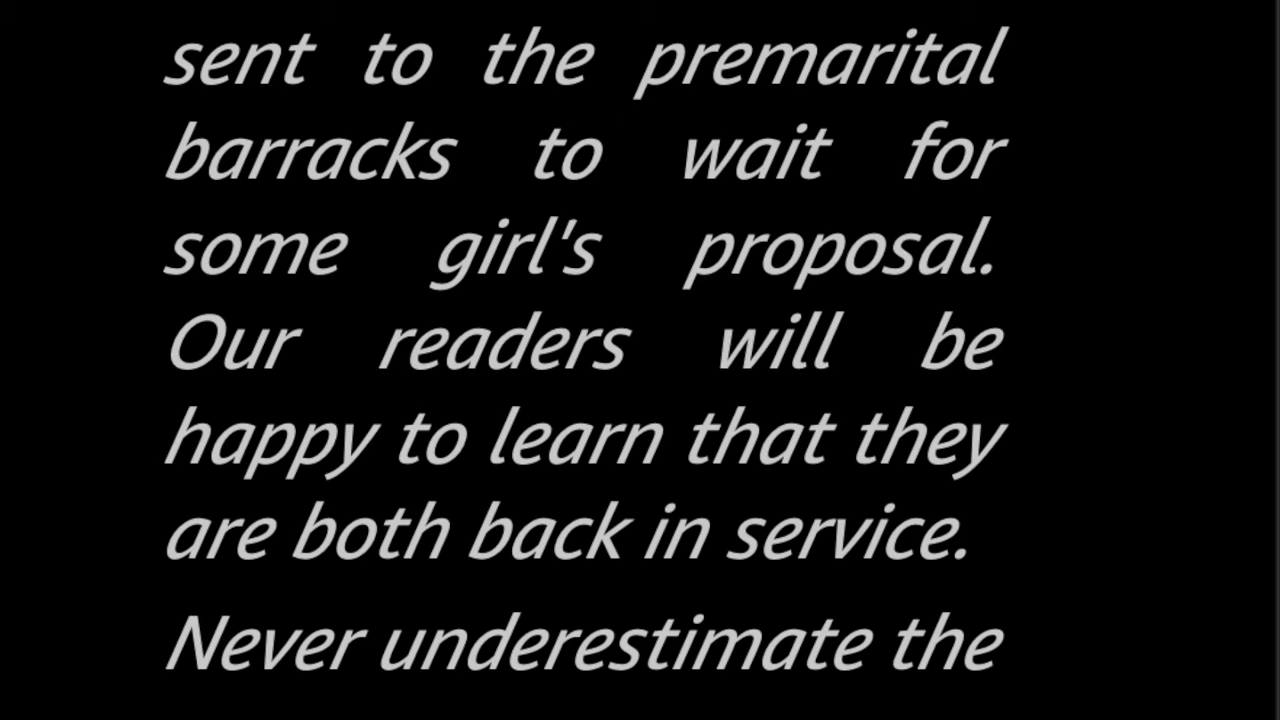 sent to the premarital
barracks to wait for
some girl's proposal.
Our readers will be
happy to learn that they
are both back in service.
Never underestimate the